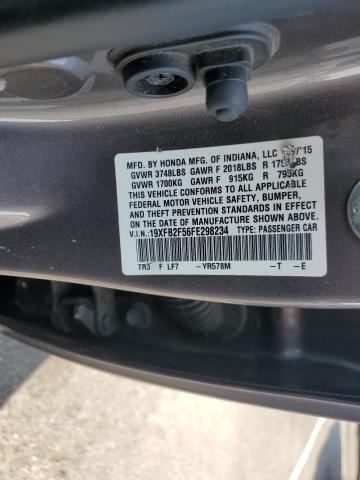 MFD. BY HONDA MFG. OF INDIANA, LLC /15
GVWR 3748LBS GAWR F 2018LBS R LBS
GVWR 1700KG GAWR F 915KG R 795KG
THIS VEHICLE CONFORMS TO ALL APPLICABLE
FEDERAL MOTOR VEHICLE SAFETY, BUMPER,
AND THEFT PREVENTION STANDARDS IN EFFECT
ON THE DATE OF MANUFACTURE SHOWN ABOVE.
V.I.N.:19XFB2F56FE298234 TYPE: PASSENGER CAR
TR3 F LF7 -YR578M -T -E